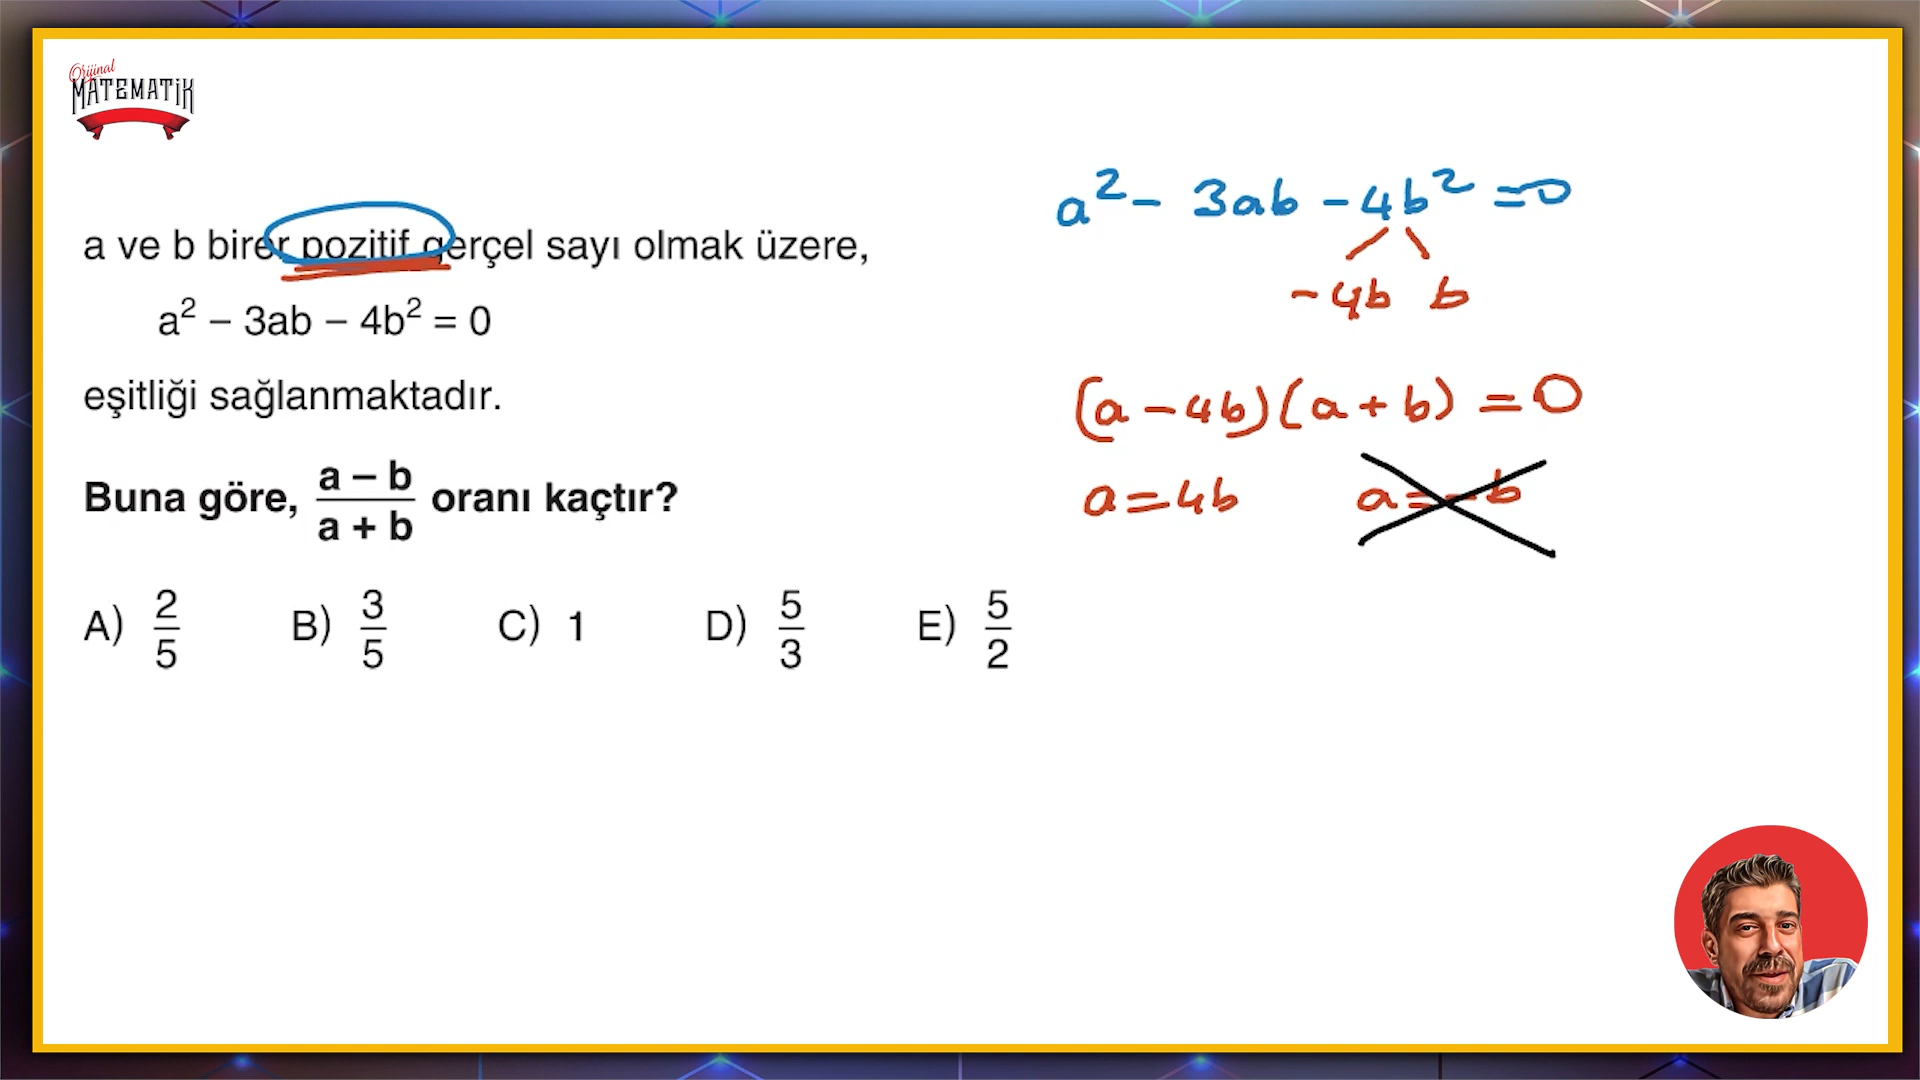 Orijinal
MATEMATİK
a ve b birer pozitif gerçel sayı olmak üzere,
a² – 3ab – 4b² = 0
eşitliği sağlanmaktadır.
Buna göre, (a – b)/(a + b) oranı kaçtır?
A) 2/5 B) 3/5 C) 1 D) 5/3 E) 5/2
a² – 3ab – 4b² = 0
–4b b
(a – 4b)(a + b) = 0
a = 4b a = –b